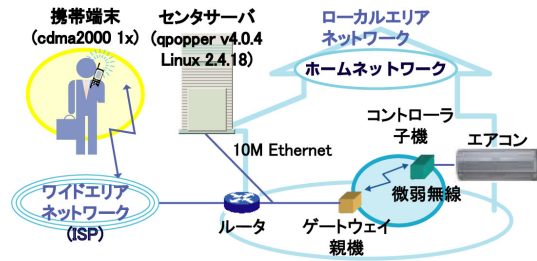 携帯端末
(cdma2000 1x)
センタサーバ
(qpopper v4.0.4
Linux 2.4.18)
ローカルエリア
ネットワーク
ホームネットワーク
コントローラ
子機
エアコン
10M Ethernet
微弱無線
ワイドエリア
ネットワーク
(ISP)
ルータ
ゲートウェイ
親機